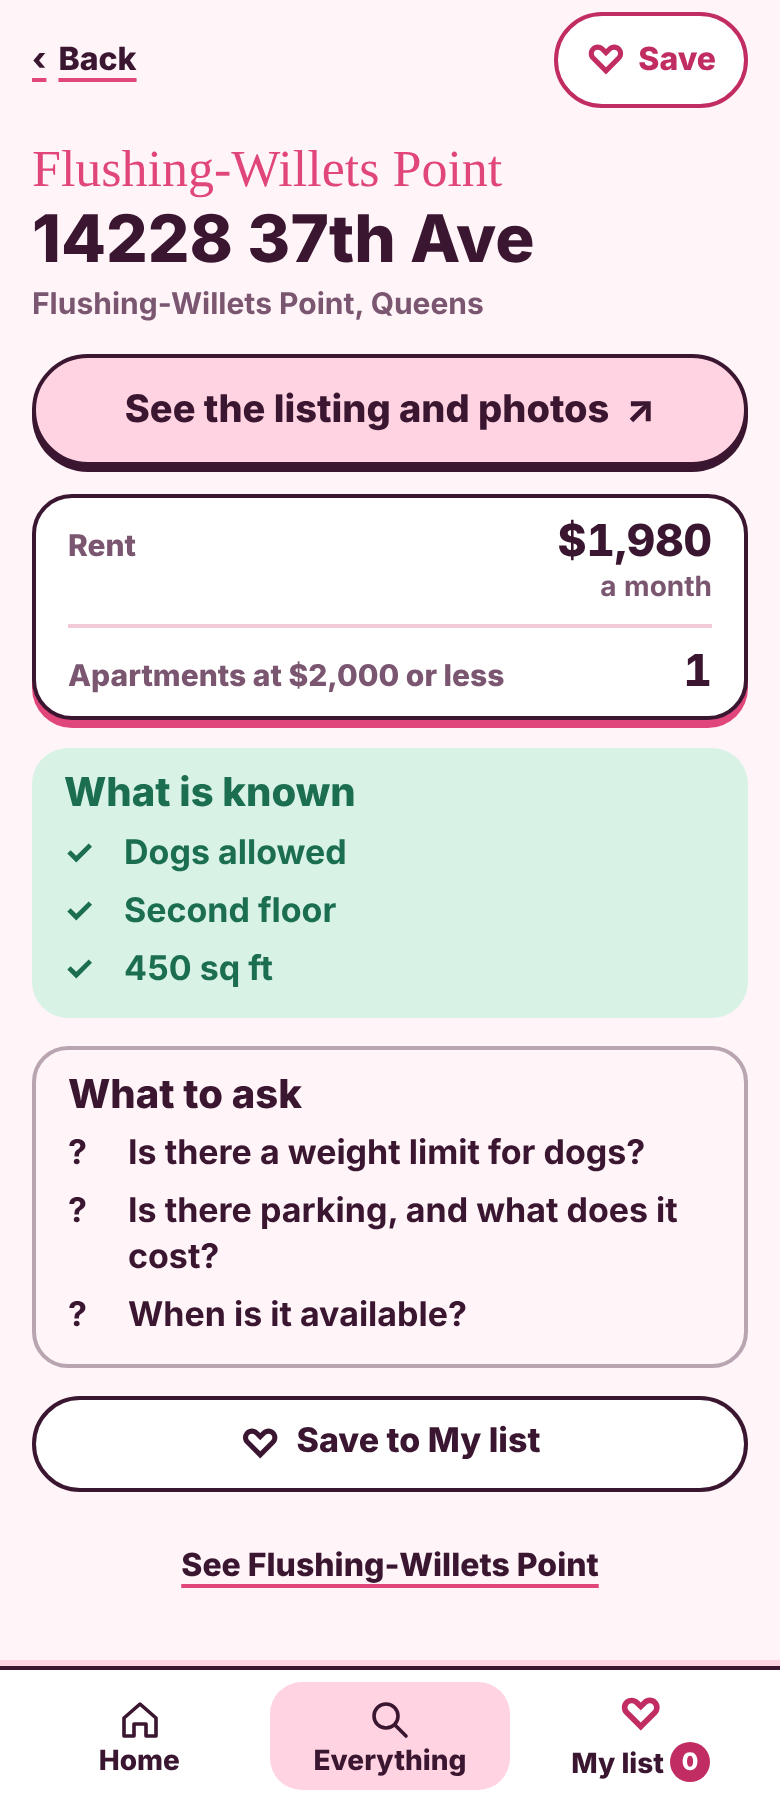 ‹ Back
Save
Flushing-Willets Point
14228 37th Ave
Flushing-Willets Point, Queens
See the listing and photos ↗
Rent
$1,980
a month
Apartments at $2,000 or less
1
What is known
✓ Dogs allowed
✓ Second floor
✓ 450 sq ft
What to ask
? Is there a weight limit for dogs?
? Is there parking, and what does it
cost?
? When is it available?
Save to My list
See Flushing-Willets Point
Home
Everything
My list 0